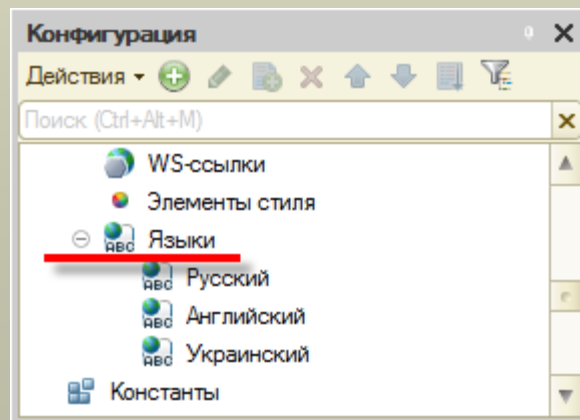 Конфигурация
Действия
Поиск (Ctrl+Alt+M)
WS-ссылки
Элементы стиля
Языки
Русский
Английский
Украинский
Константы